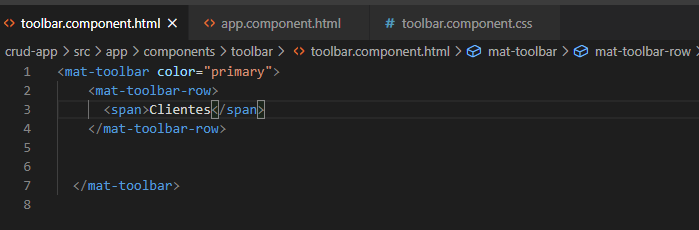 toolbar.component.html × app.component.html # toolbar.component.css
crud-app > src > app > components > toolbar > toolbar.component.html > mat-toolbar > mat-toolbar-row
1 <mat-toolbar color="primary">
2 <mat-toolbar-row>
3 <span>Clientes</span>
4 </mat-toolbar-row>
5
6
7 </mat-toolbar>
8